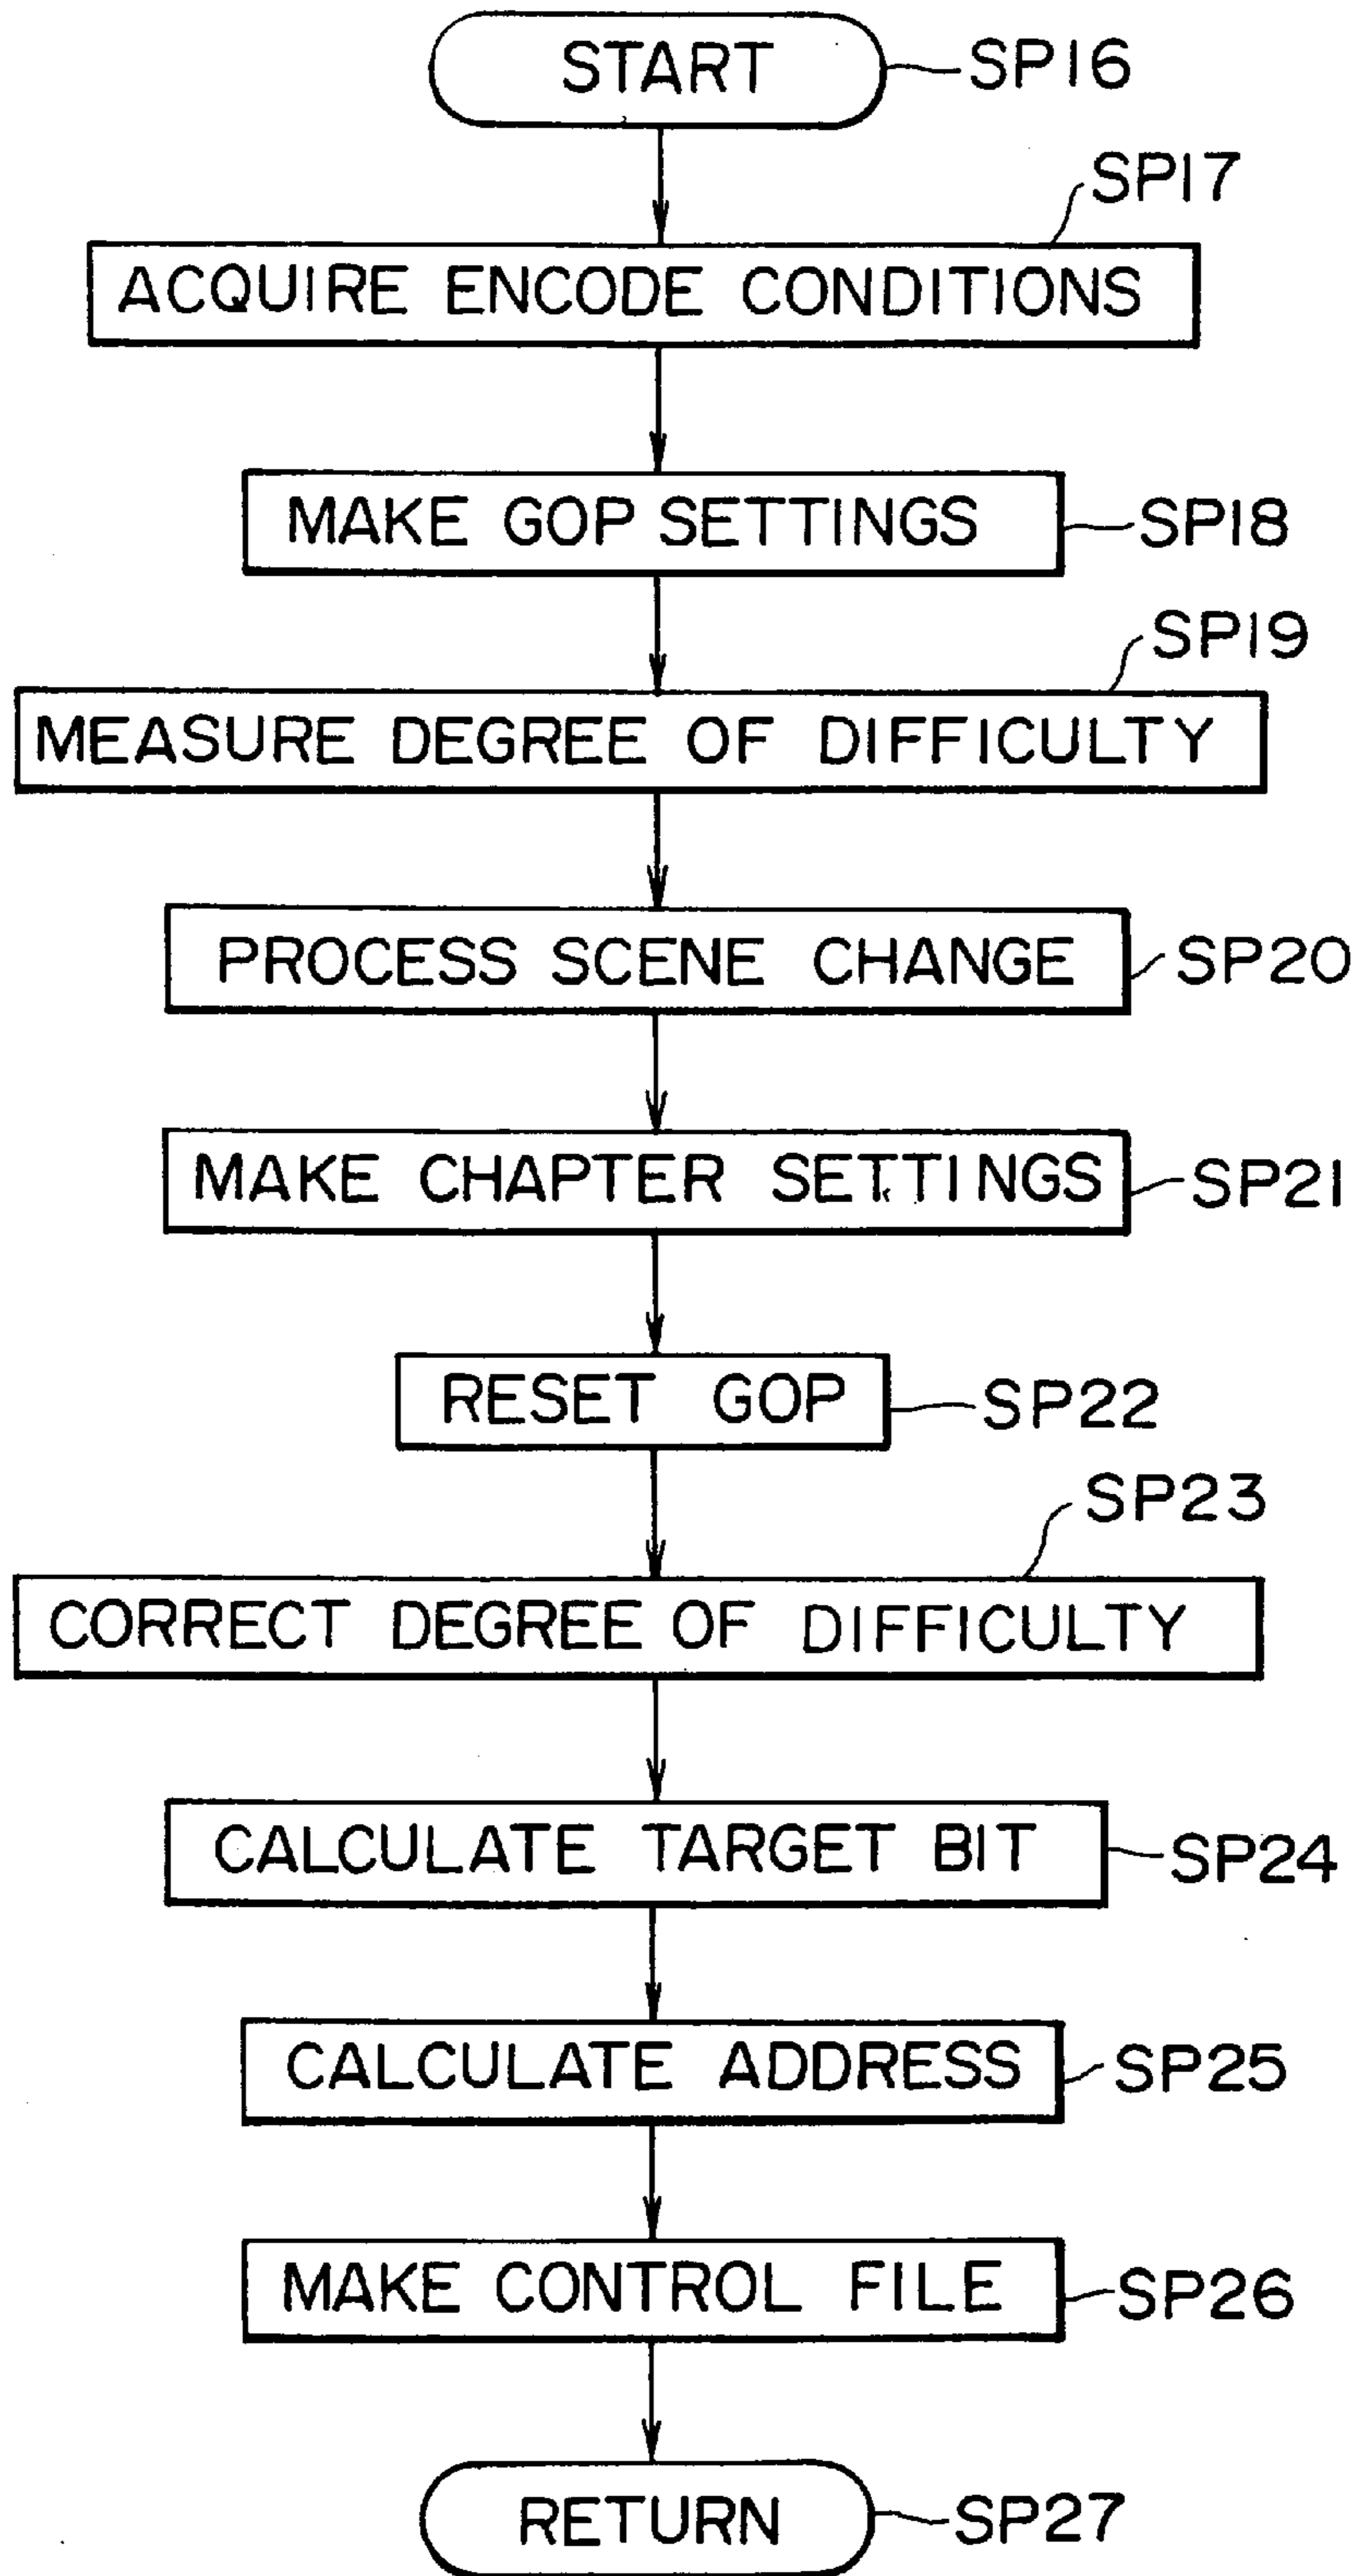 START
SP16
SP17
ACQUIRE ENCODE CONDITIONS
MAKE GOP SETTINGS
SP18
SP19
MEASURE DEGREE OF DIFFICULTY
PROCESS SCENE CHANGE
SP20
MAKE CHAPTER SETTINGS
SP21
RESET GOP
SP22
SP23
CORRECT DEGREE OF DIFFICULTY
CALCULATE TARGET BIT
SP24
CALCULATE ADDRESS
SP25
MAKE CONTROL FILE
SP26
RETURN
SP27